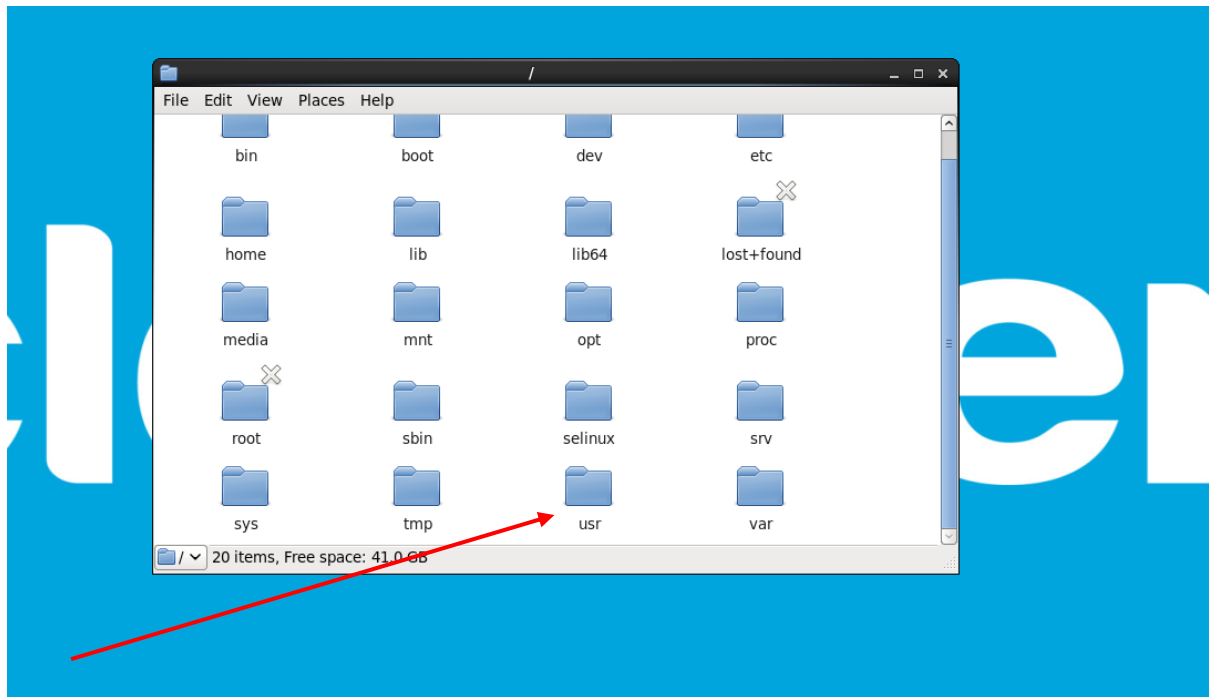 /
File Edit View Places Help
bin boot dev etc
home lib lib64 lost+found
media mnt opt proc
root sbin selinux srv
sys tmp usr var
/ 20 items, Free space: 41.0 GB